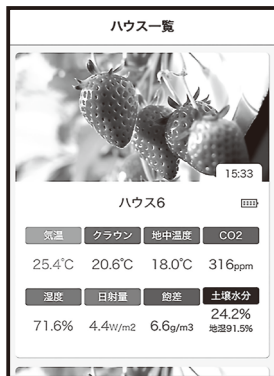 ハウス一覧
15:33
ハウス6
気温 クラウン 地中温度 CO2
25.4℃ 20.6℃ 18.0℃ 316ppm
湿度 日射量 飽差 土壌水分
71.6% 4.4W/m2 6.6g/m3 24.2%
地温91.5%